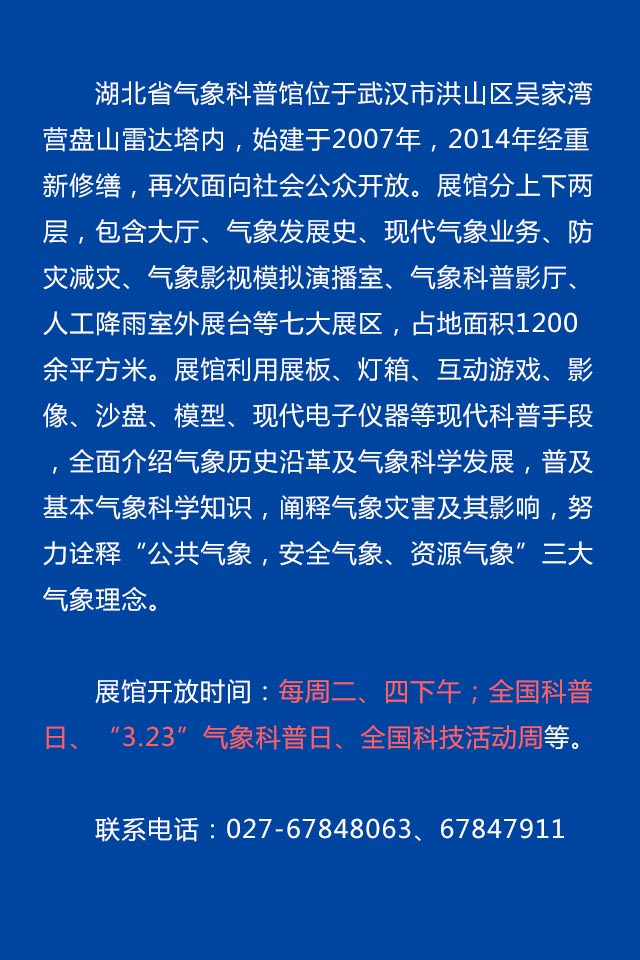 湖北省气象科普馆位于武汉市洪山区吴家湾
营盘山雷达塔内，始建于2007年，2014年经重
新修缮，再次面向社会公众开放。展馆分上下两
层，包含大厅、气象发展史、现代气象业务、防
灾减灾、气象影视模拟演播室、气象科普影厅、
人工降雨室外展台等七大展区，占地面积1200
余平方米。展馆利用展板、灯箱、互动游戏、影
像、沙盘、模型、现代电子仪器等现代科普手段
，全面介绍气象历史沿革及气象科学发展，普及
基本气象科学知识，阐释气象灾害及其影响，努
力诠释“公共气象，安全气象、资源气象”三大
气象理念。
展馆开放时间：每周二、四下午；全国科普
日、“3.23”气象科普日、全国科技活动周等。
联系电话：027-67848063、67847911